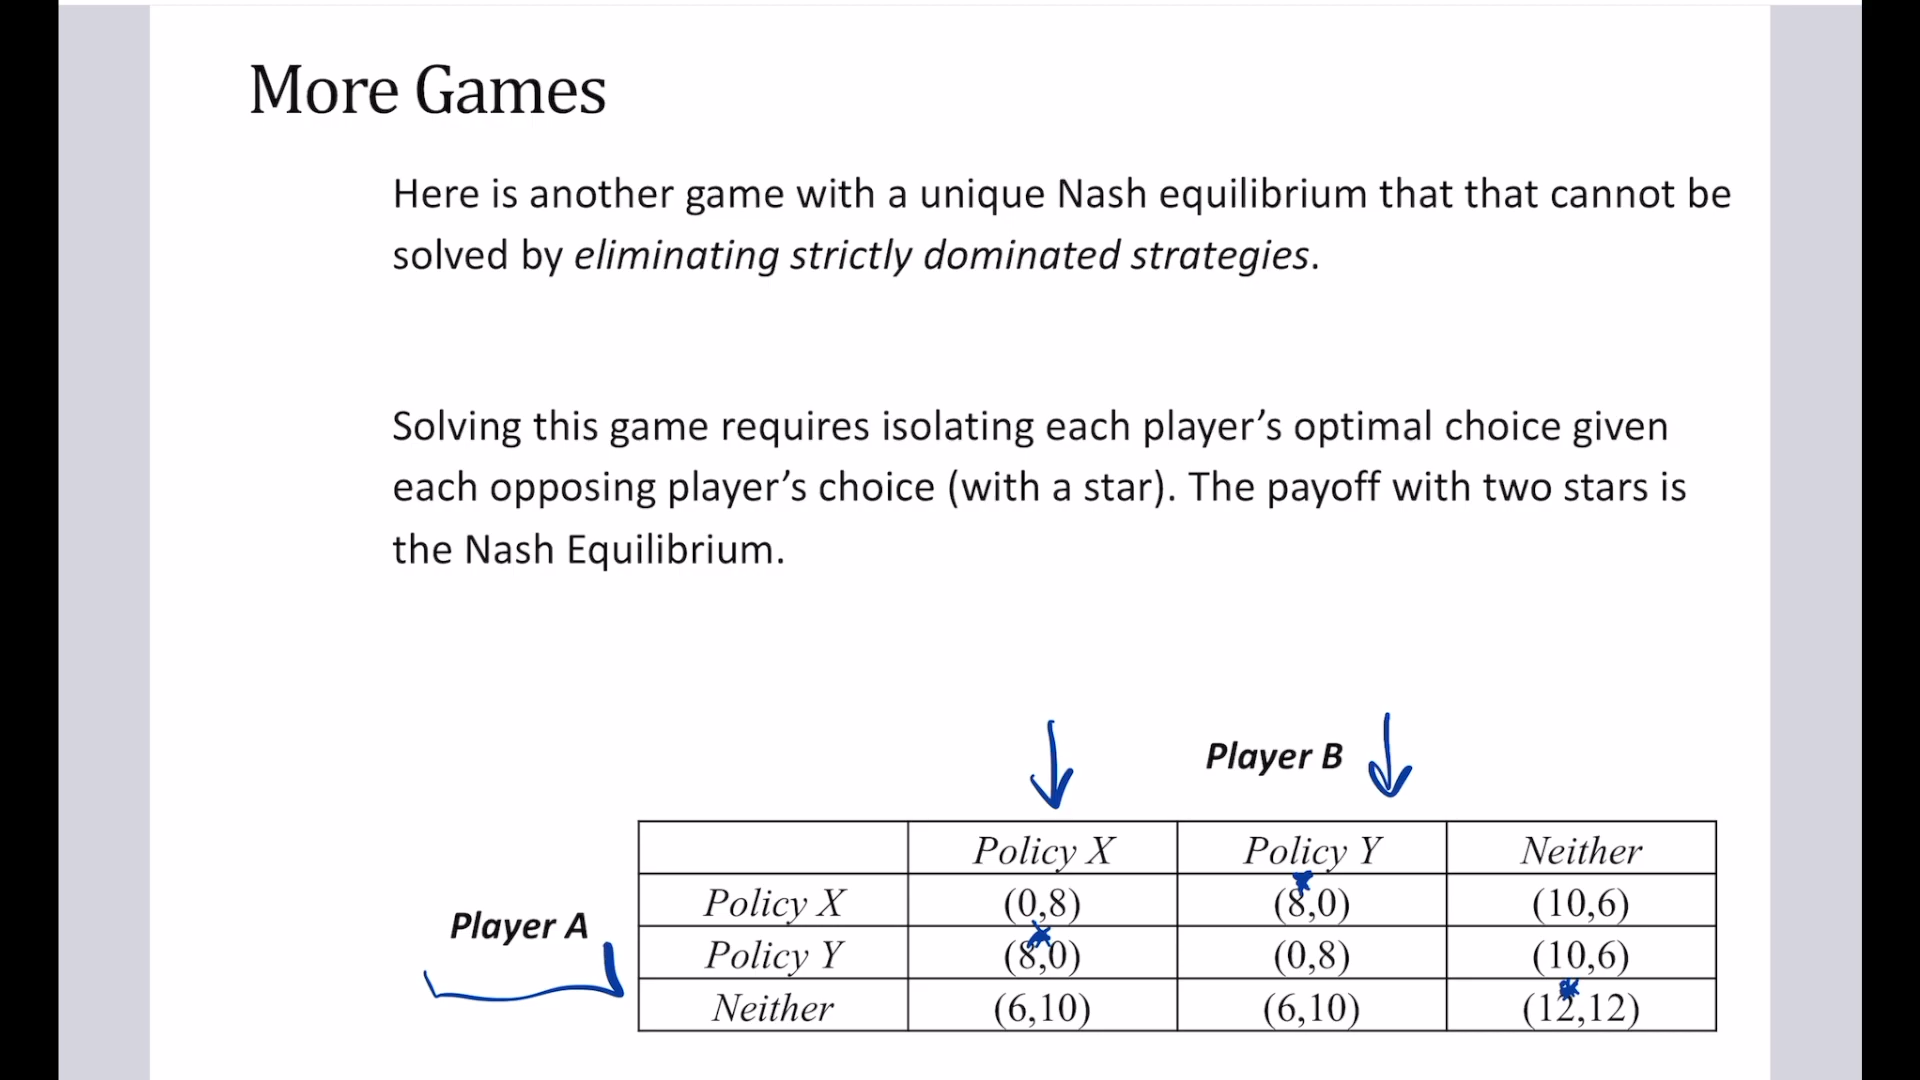 More Games
Here is another game with a unique Nash equilibrium that that cannot be
solved by eliminating strictly dominated strategies.
Solving this game requires isolating each player’s optimal choice given
each opposing player’s choice (with a star). The payoff with two stars is
the Nash Equilibrium.
Player B
Policy X Policy Y Neither
Player A
Policy X (0,8) (8,0) (10,6)
Policy Y (8,0) (0,8) (10,6)
Neither (6,10) (6,10) (12,12)